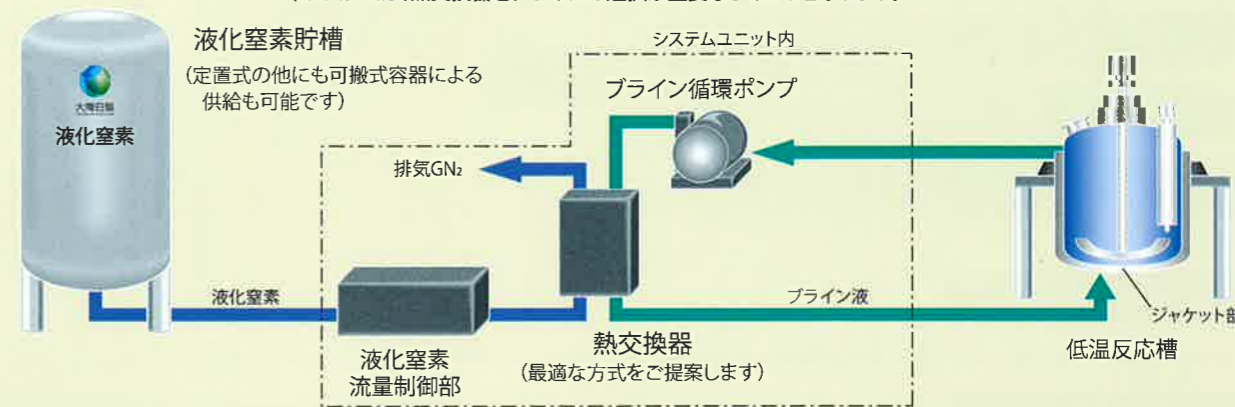 液化窒素貯槽
(定置式の他にも可搬式容器による
供給も可能です)
大陽日酸
液化窒素
システムユニット内
ブライン循環ポンプ
排気GN₂
液化窒素
ブライン液
ジャケット部
熱交換器
(最適な方式をご提案します)
液化窒素
流量制御部
低温反応槽